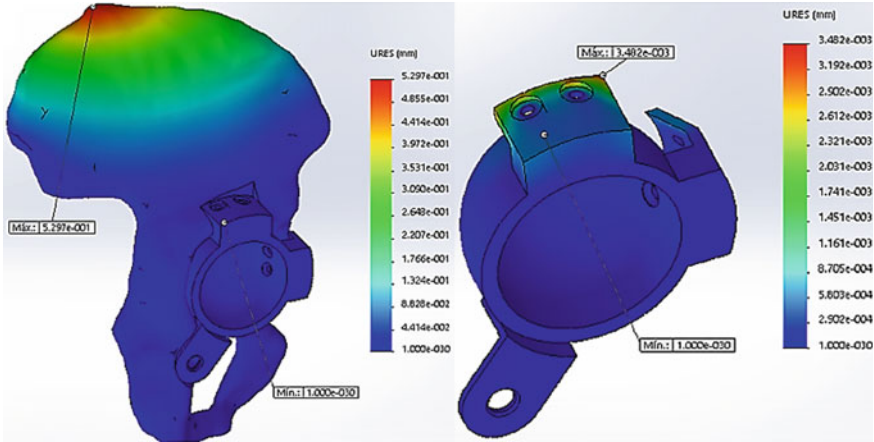 URES (mm)
5.297e-001
4.855e-001
4.414e-001
3.972e-001
3.531e-001
3.090e-001
2.648e-001
2.207e-001
1.766e-001
1.324e-001
8.828e-002
4.414e-002
1.000e-030
Y
Máx.: 5.297e-001
Mín.: 1.000e-030
URES (mm)
3.482e-003
3.192e-003
2.902e-003
2.612e-003
2.321e-003
2.031e-003
1.741e-003
1.451e-003
1.161e-003
8.705e-004
5.803e-004
2.902e-004
1.000e-030
Máx.: 3.482e-003
Mín.: 1.000e-030